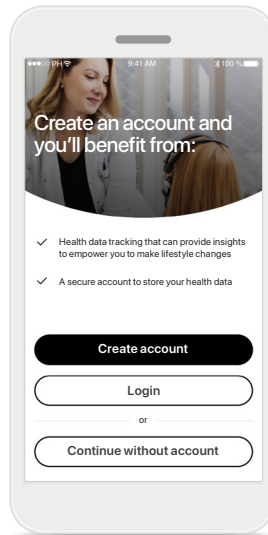 PH 9:41 AM 100 %
Create an account and
you'll benefit from:
Health data tracking that can provide insights
to empower you to make lifestyle changes
A secure account to store your health data
Create account
Login
or
Continue without account